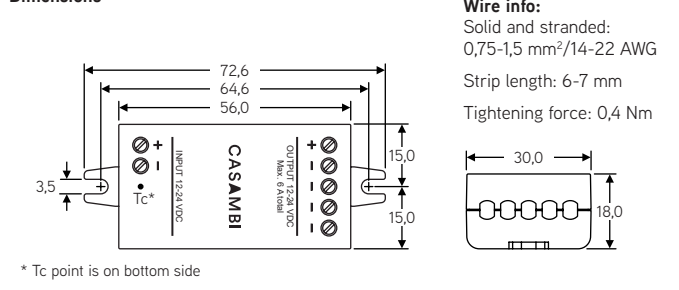 Dimensions
Wire info:
Solid and stranded:
0,75-1,5 mm²/14-22 AWG
Strip length: 6-7 mm
Tightening force: 0,4 Nm
72,6
64,6
56,0
3,5
+
-
Tc*
INPUT 12-24 VDC
CASAMBI
OUTPUT 12-24 VDC
Max. 6 A total
+
-
-
-
-
15,0
15,0
30,0
18,0
* Tc point is on bottom side